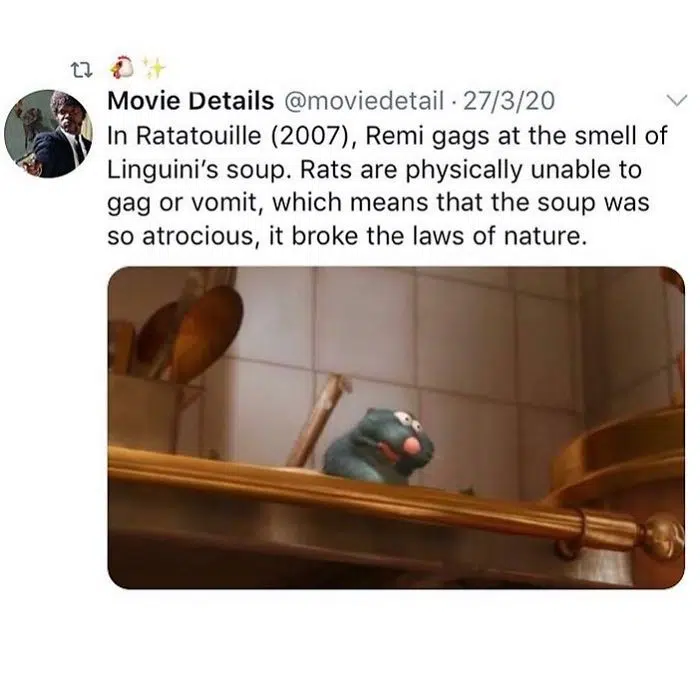 Movie Details @moviedetail · 27/3/20
In Ratatouille (2007), Remi gags at the smell of
Linguini's soup. Rats are physically unable to
gag or vomit, which means that the soup was
so atrocious, it broke the laws of nature.